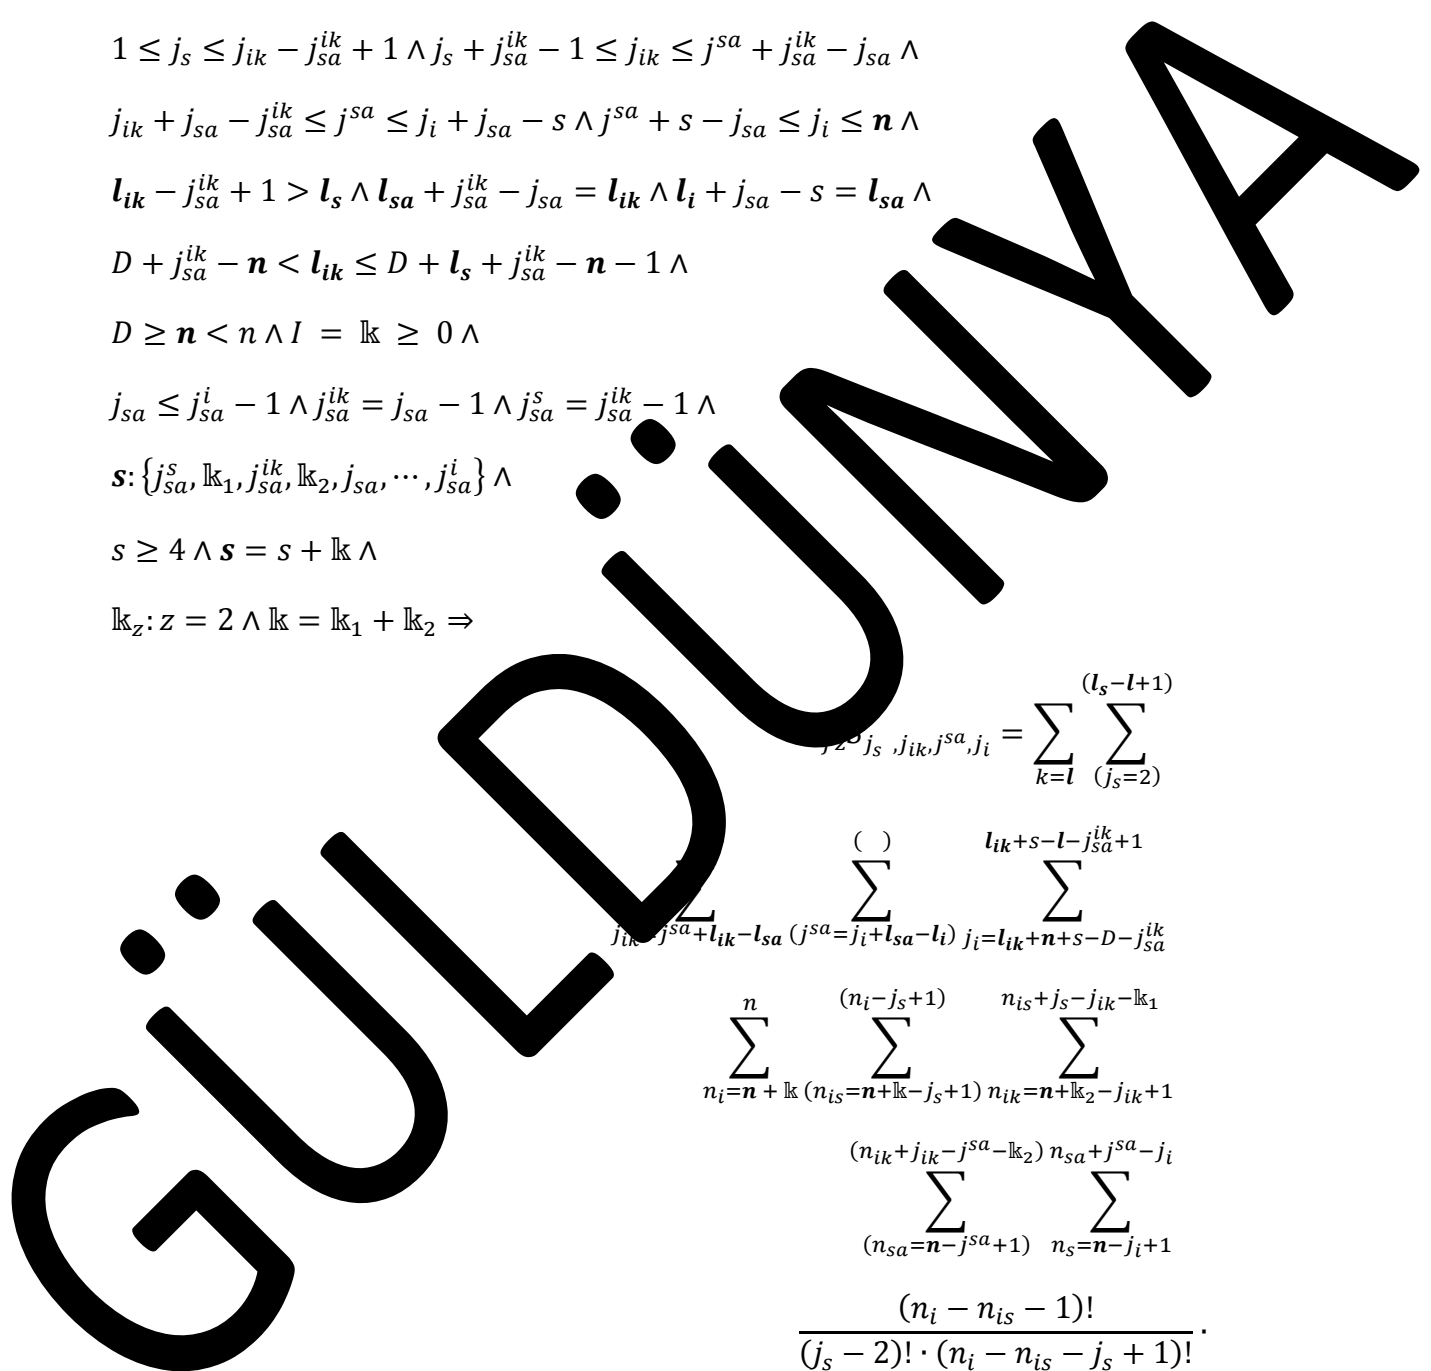 1 ≤ j_s ≤ j_{ik} − j_{sa}^{ik} + 1 ∧ j_s + j_{sa}^{ik} − 1 ≤ j_{ik} ≤ j^{sa} + j_{sa}^{ik} − j_{sa} ∧
j_{ik} + j_{sa} − j_{sa}^{ik} ≤ j^{sa} ≤ j_i + j_{sa} − s ∧ j^{sa} + s − j_{sa} ≤ j_i ≤ n ∧
l_{ik} − j_{sa}^{ik} + 1 > l_s ∧ l_{sa} + j_{sa}^{ik} − j_{sa} = l_{ik} ∧ l_i + j_{sa} − s = l_{sa} ∧
D + j_{sa}^{ik} − n < l_{ik} ≤ D + l_s + j_{sa}^{ik} − n − 1 ∧
D ≥ n < n ∧ I = 𝕜 ≥ 0 ∧
j_{sa} ≤ j_{sa}^{i} − 1 ∧ j_{sa}^{ik} = j_{sa} − 1 ∧ j_{sa}^{s} = j_{sa}^{ik} − 1 ∧
s: {j_{sa}^{s}, 𝕜_1, j_{sa}^{ik}, 𝕜_2, j_{sa}, ⋯, j_{sa}^{i}} ∧
s ≥ 4 ∧ s = s + 𝕜 ∧
𝕜_z: z = 2 ∧ 𝕜 = 𝕜_1 + 𝕜_2 ⇒
_{j_s, j_{ik}, j^{sa}, j_i} = ∑_{k=l} ∑_{(j_s=2)}^{(l_s−l+1)}
∑_{j_{ik}=j^{sa}+l_{ik}−l_{sa}} ∑_{(j^{sa}=j_i+l_{sa}−l_i)}^{( )} ∑_{j_i=l_{ik}+n+s−D−j_{sa}^{ik}}^{l_{ik}+s−l−j_{sa}^{ik}+1}
∑_{n_i=n+𝕜}^{n} ∑_{(n_{is}=n+𝕜−j_s+1)}^{(n_i−j_s+1)} ∑_{n_{ik}=n+𝕜_2−j_{ik}+1}^{n_{is}+j_s−j_{ik}−𝕜_1}
∑_{(n_{sa}=n−j^{sa}+1)}^{(n_{ik}+j_{ik}−j^{sa}−𝕜_2)} ∑_{n_s=n−j_i+1}^{n_{sa}+j^{sa}−j_i}
(n_i − n_{is} − 1)! / (j_s − 2)! · (n_i − n_{is} − j_s + 1)! ·
GÜLDÜNYA